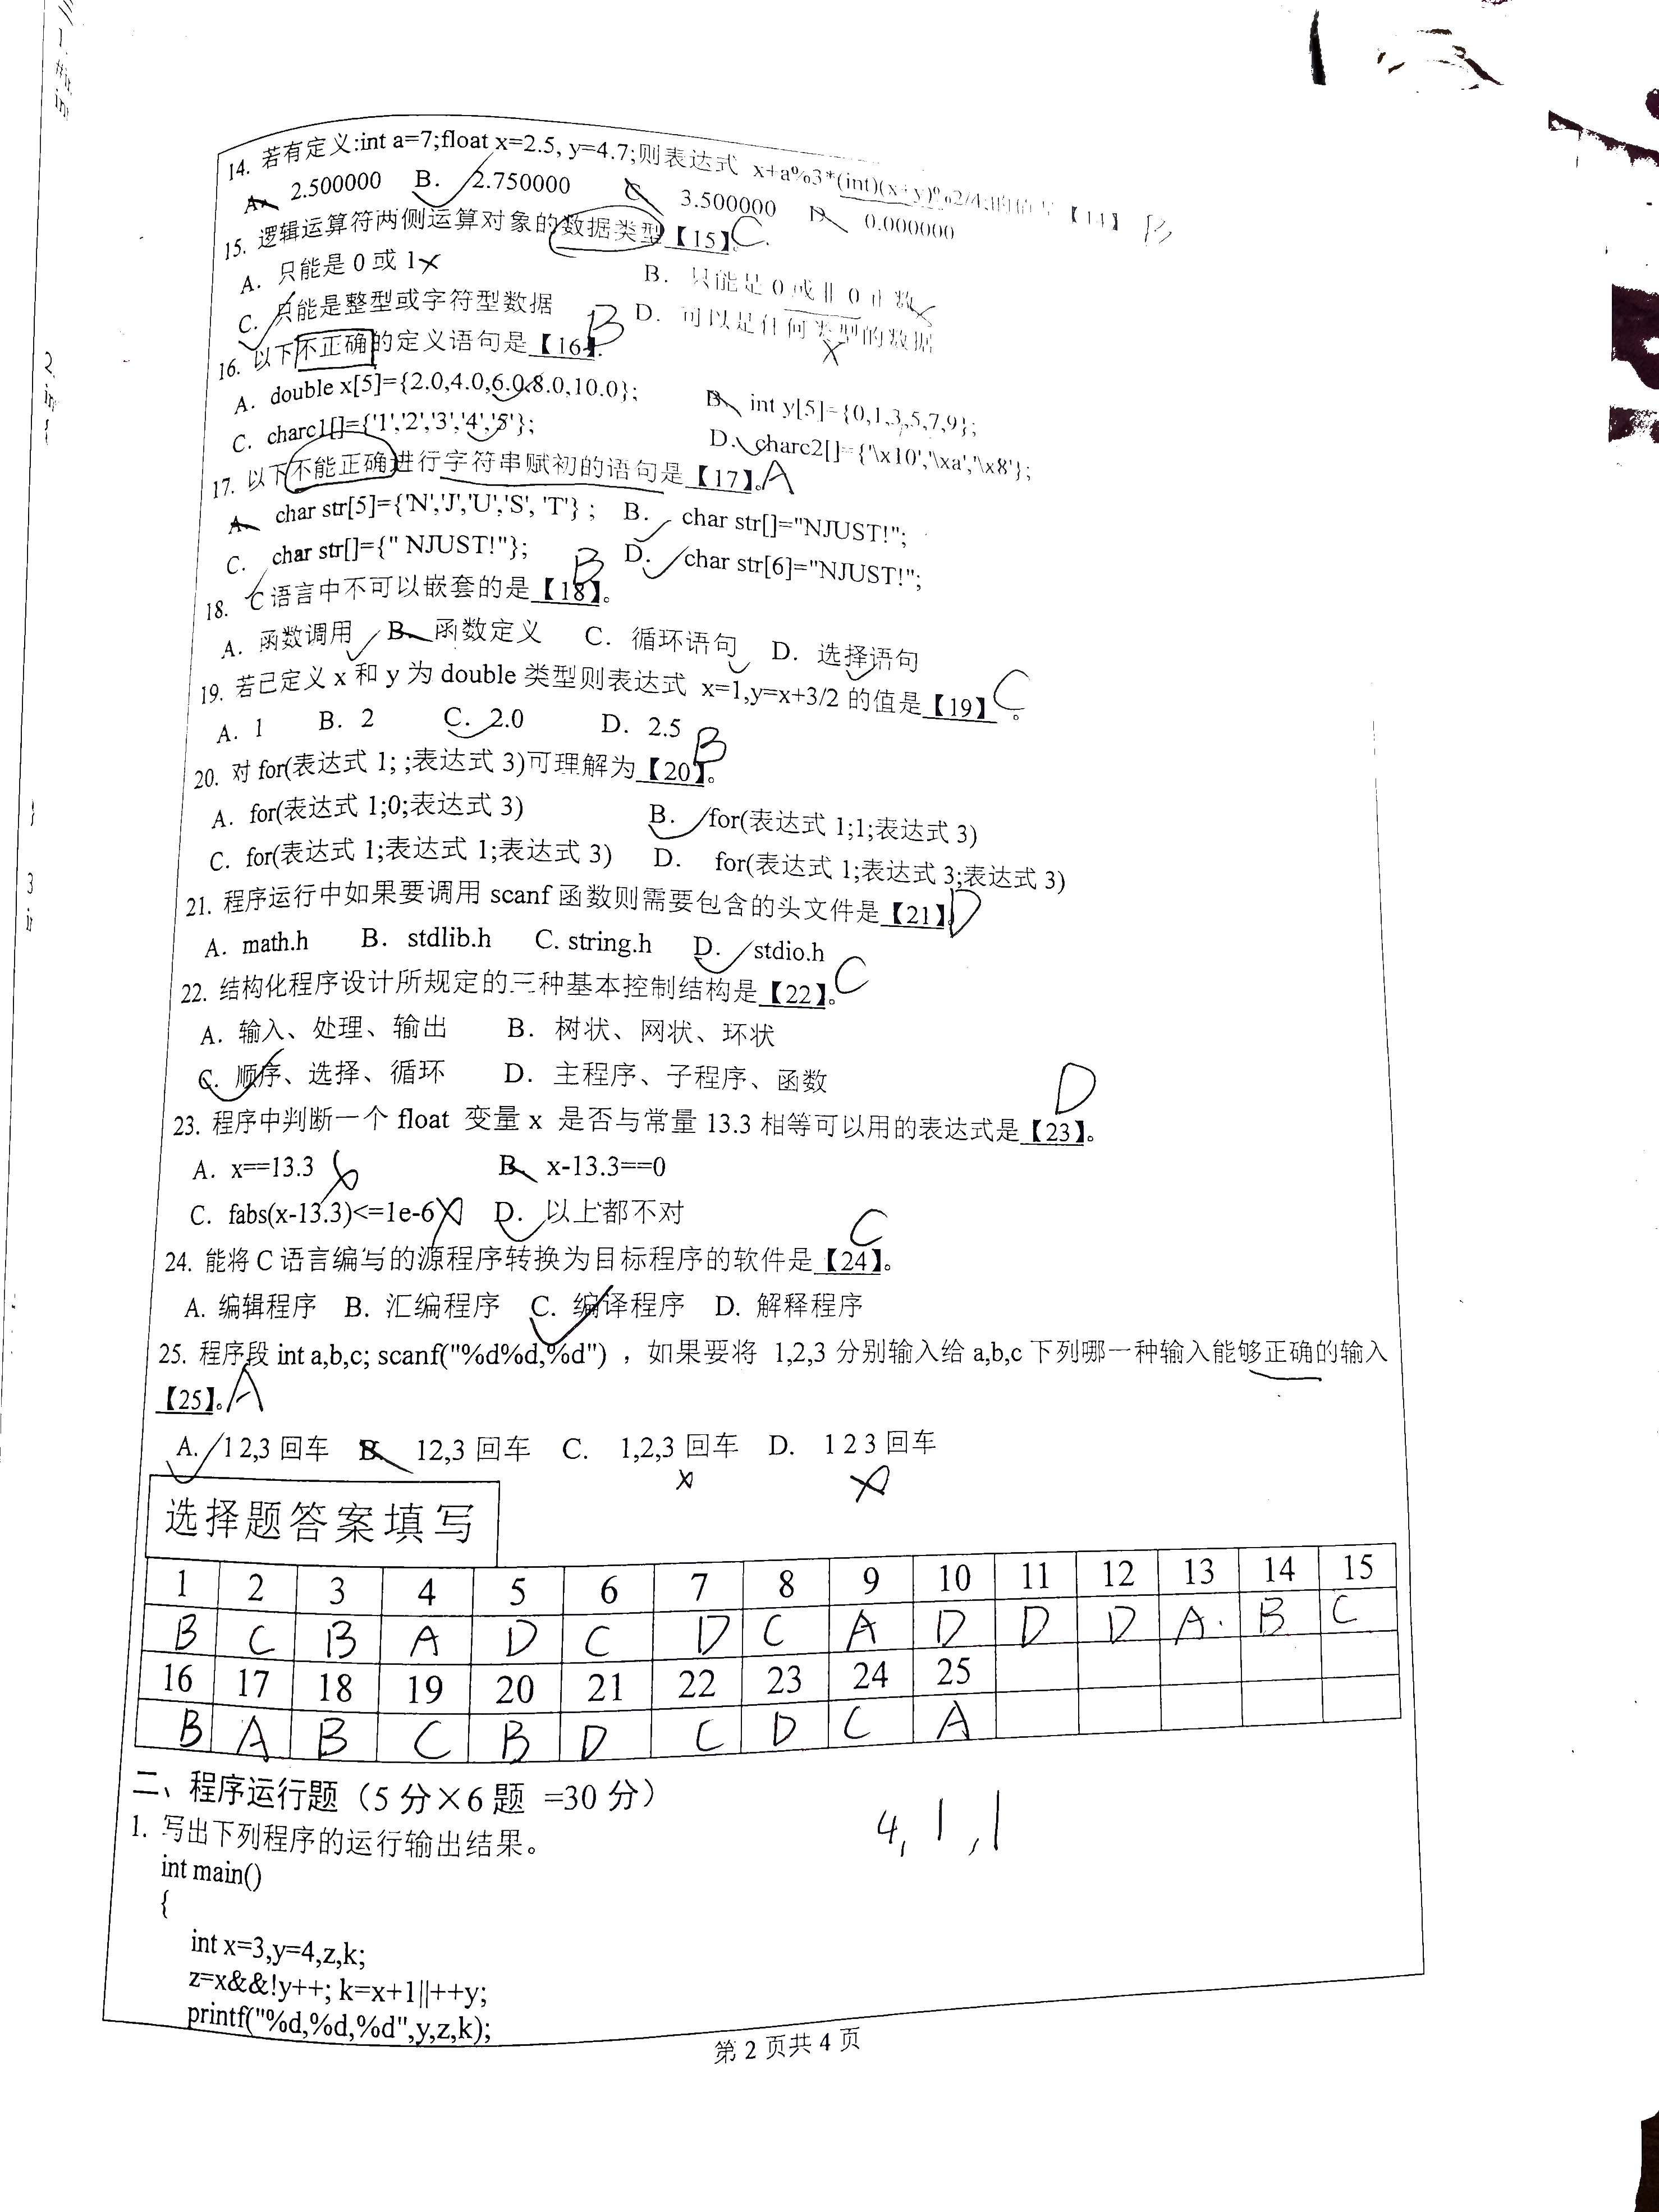 14. 若有定义:int a=7;float x=2.5, y=4.7;则表达式 x+a%3*(int)(x+y)%2/4;的值是【14】 B
A. 2.500000 B. 2.750000 C. 3.500000 D. 0.000000
15. 逻辑运算符两侧运算对象的数据类型【15】。C.
A. 只能是 0 或 1 B. 只能是 0 或非 0 正数
C. 只能是整型或字符型数据 D. 可以是任何类型的数据
16. 以下不正确的定义语句是【16】. B
A. double x[5]={2.0,4.0,6.0,8.0,10.0}; B. int y[5]={0,1,3,5,7,9};
C. charc1[]={'1','2','3','4','5'}; D. charc2[]={'\x10','\xa','\x8'};
17. 以下不能正确进行字符串赋初的语句是【17】。A
A. char str[5]={'N','J','U','S', 'T'} ; B. char str[]="NJUST!";
C. char str[]={" NJUST!"}; D. char str[6]="NJUST!";
18. C 语言中不可以嵌套的是【18】。B
A. 函数调用 B. 函数定义 C. 循环语句 D. 选择语句
19. 若已定义 x 和 y 为 double 类型则表达式 x=1,y=x+3/2 的值是【19】。C
A. 1 B. 2 C. 2.0 D. 2.5
20. 对 for(表达式 1; ;表达式 3)可理解为【20】。B
A. for(表达式 1;0;表达式 3) B. for(表达式 1;1;表达式 3)
C. for(表达式 1;表达式 1;表达式 3) D. for(表达式 1;表达式 3;表达式 3)
21. 程序运行中如果要调用 scanf 函数则需要包含的头文件是【21】。D
A. math.h B. stdlib.h C. string.h D. stdio.h
22. 结构化程序设计所规定的三种基本控制结构是【22】。C
A. 输入、处理、输出 B. 树状、网状、环状
C. 顺序、选择、循环 D. 主程序、子程序、函数
23. 程序中判断一个 float 变量 x 是否与常量 13.3 相等可以用的表达式是【23】。D
A. x==13.3 B. x-13.3==0
C. fabs(x-13.3)<=1e-6 D. 以上都不对
24. 能将 C 语言编写的源程序转换为目标程序的软件是【24】。C
A. 编辑程序 B. 汇编程序 C. 编译程序 D. 解释程序
25. 程序段 int a,b,c; scanf("%d%d,%d") ，如果要将 1,2,3 分别输入给 a,b,c 下列哪一种输入能够正确的输入
【25】。A
A. 1 2,3 回车 B. 12,3 回车 C. 1,2,3 回车 D. 1 2 3 回车
选择题答案填写
1 2 3 4 5 6 7 8 9 10 11 12 13 14 15
B C B A D C D C A D D D A. B C
16 17 18 19 20 21 22 23 24 25
B A B C B D C D C A
二、程序运行题（5 分×6 题 =30 分）
1. 写出下列程序的运行输出结果。 4, 1, 1
int main()
{
int x=3,y=4,z,k;
z=x&&!y++; k=x+1||++y;
printf("%d,%d,%d",y,z,k);
第 2 页共 4 页